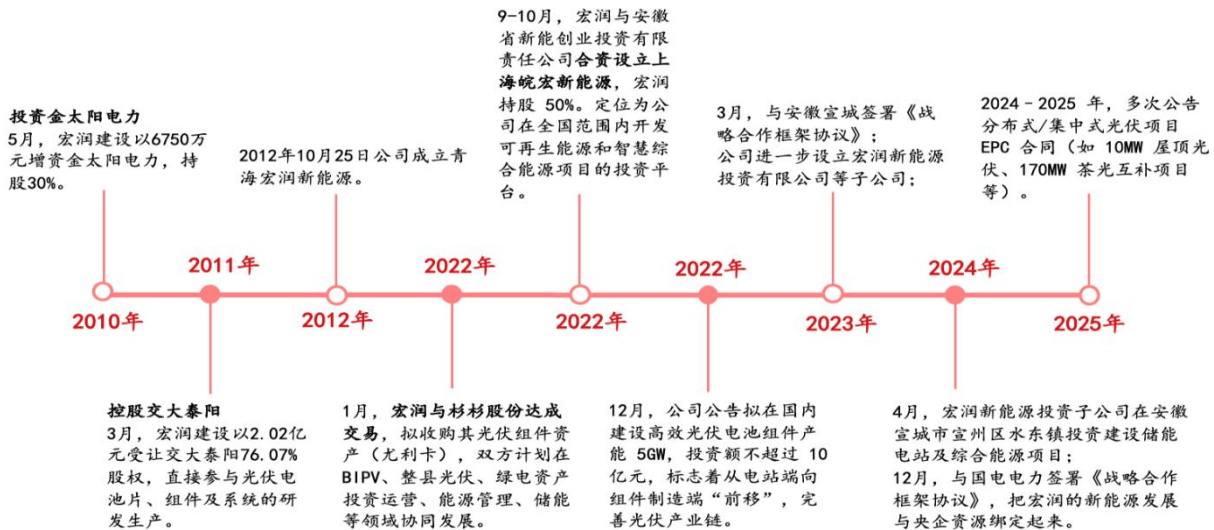 投资金太阳电力
5月，宏润建设以6750万
元增资金太阳电力，持
股30%。
2012年10月25日公司成立青
海宏润新能源。
9-10月，宏润与安徽
省新能创业投资有限
责任公司合资设立上
海皖宏新能源，宏润
持股 50%。定位为公
司在全国范围内开发
可再生能源和智慧综
合能源项目的投资平
台。
3月，与安徽宣城签署《战
略合作框架协议》；
公司进一步设立宏润新能源
投资有限公司等子公司；
2024-2025 年，多次公告
分布式/集中式光伏项目
EPC 合同（如 10MW 屋顶光
伏、170MW 茶光互补项目
等）。
2011年
2022年
2022年
2024年
2010年
2012年
2022年
2023年
2025年
控股交大泰阳
3月，宏润建设以2.02亿
元受让交大泰阳76.07%
股权，直接参与光伏电
池片、组件及系统的研
发生产。
1月，宏润与杉杉股份达成
交易，拟收购其光伏组件资
产（尤利卡），双方计划在
BIPV、整县光伏、绿电资产
投资运营、能源管理、储能
等领域协同发展。
12月，公司公告拟在国内
建设高效光伏电池组件产
能 5GW，投资额不超过 10
亿元，标志着从电站端向
组件制造端“前移”，完
善光伏产业链。
4月，宏润新能源投资子公司在安徽
宣城市宣州区水东镇投资建设储能
电站及综合能源项目；
12月，与国电电力签署《战略合作
框架协议》，把宏润的新能源发展
与央企资源绑定起来。